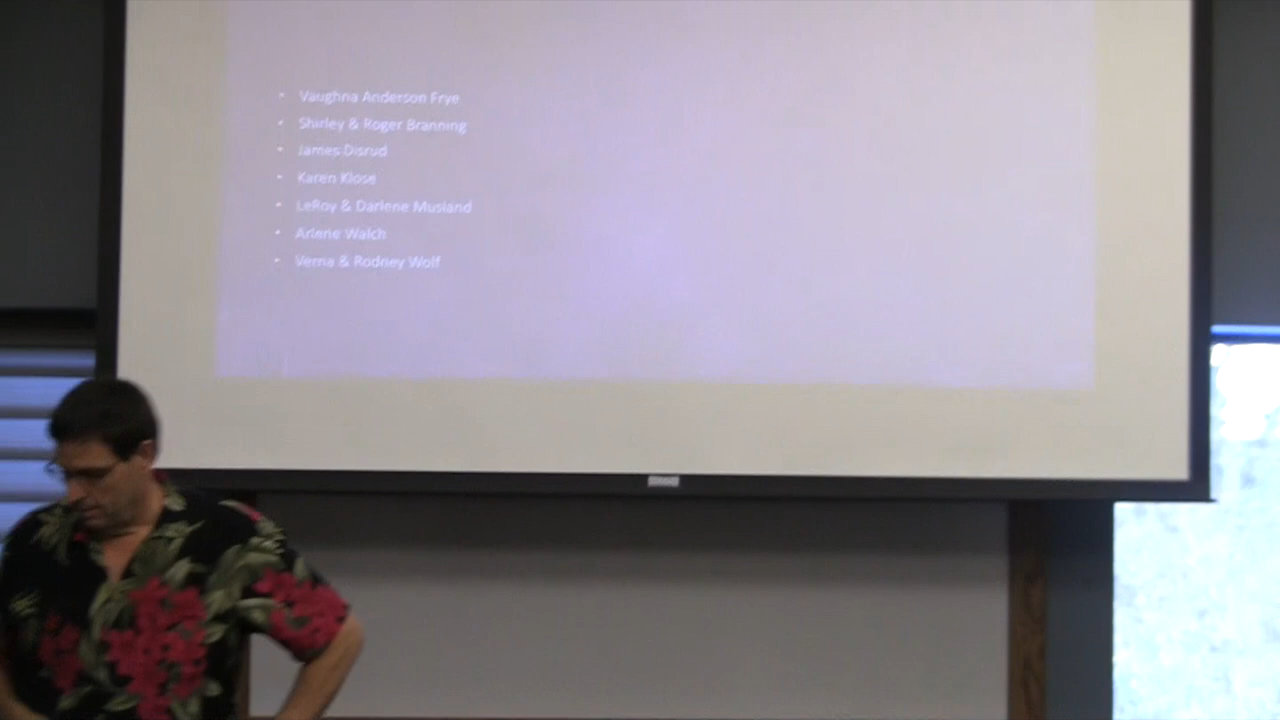 Vaughna Anderson Frye
Shirley & Roger Branning
James Disrud
Karen Klose
LeRoy & Darlene Musland
Arlene Walch
Verna & Rodney Wolf